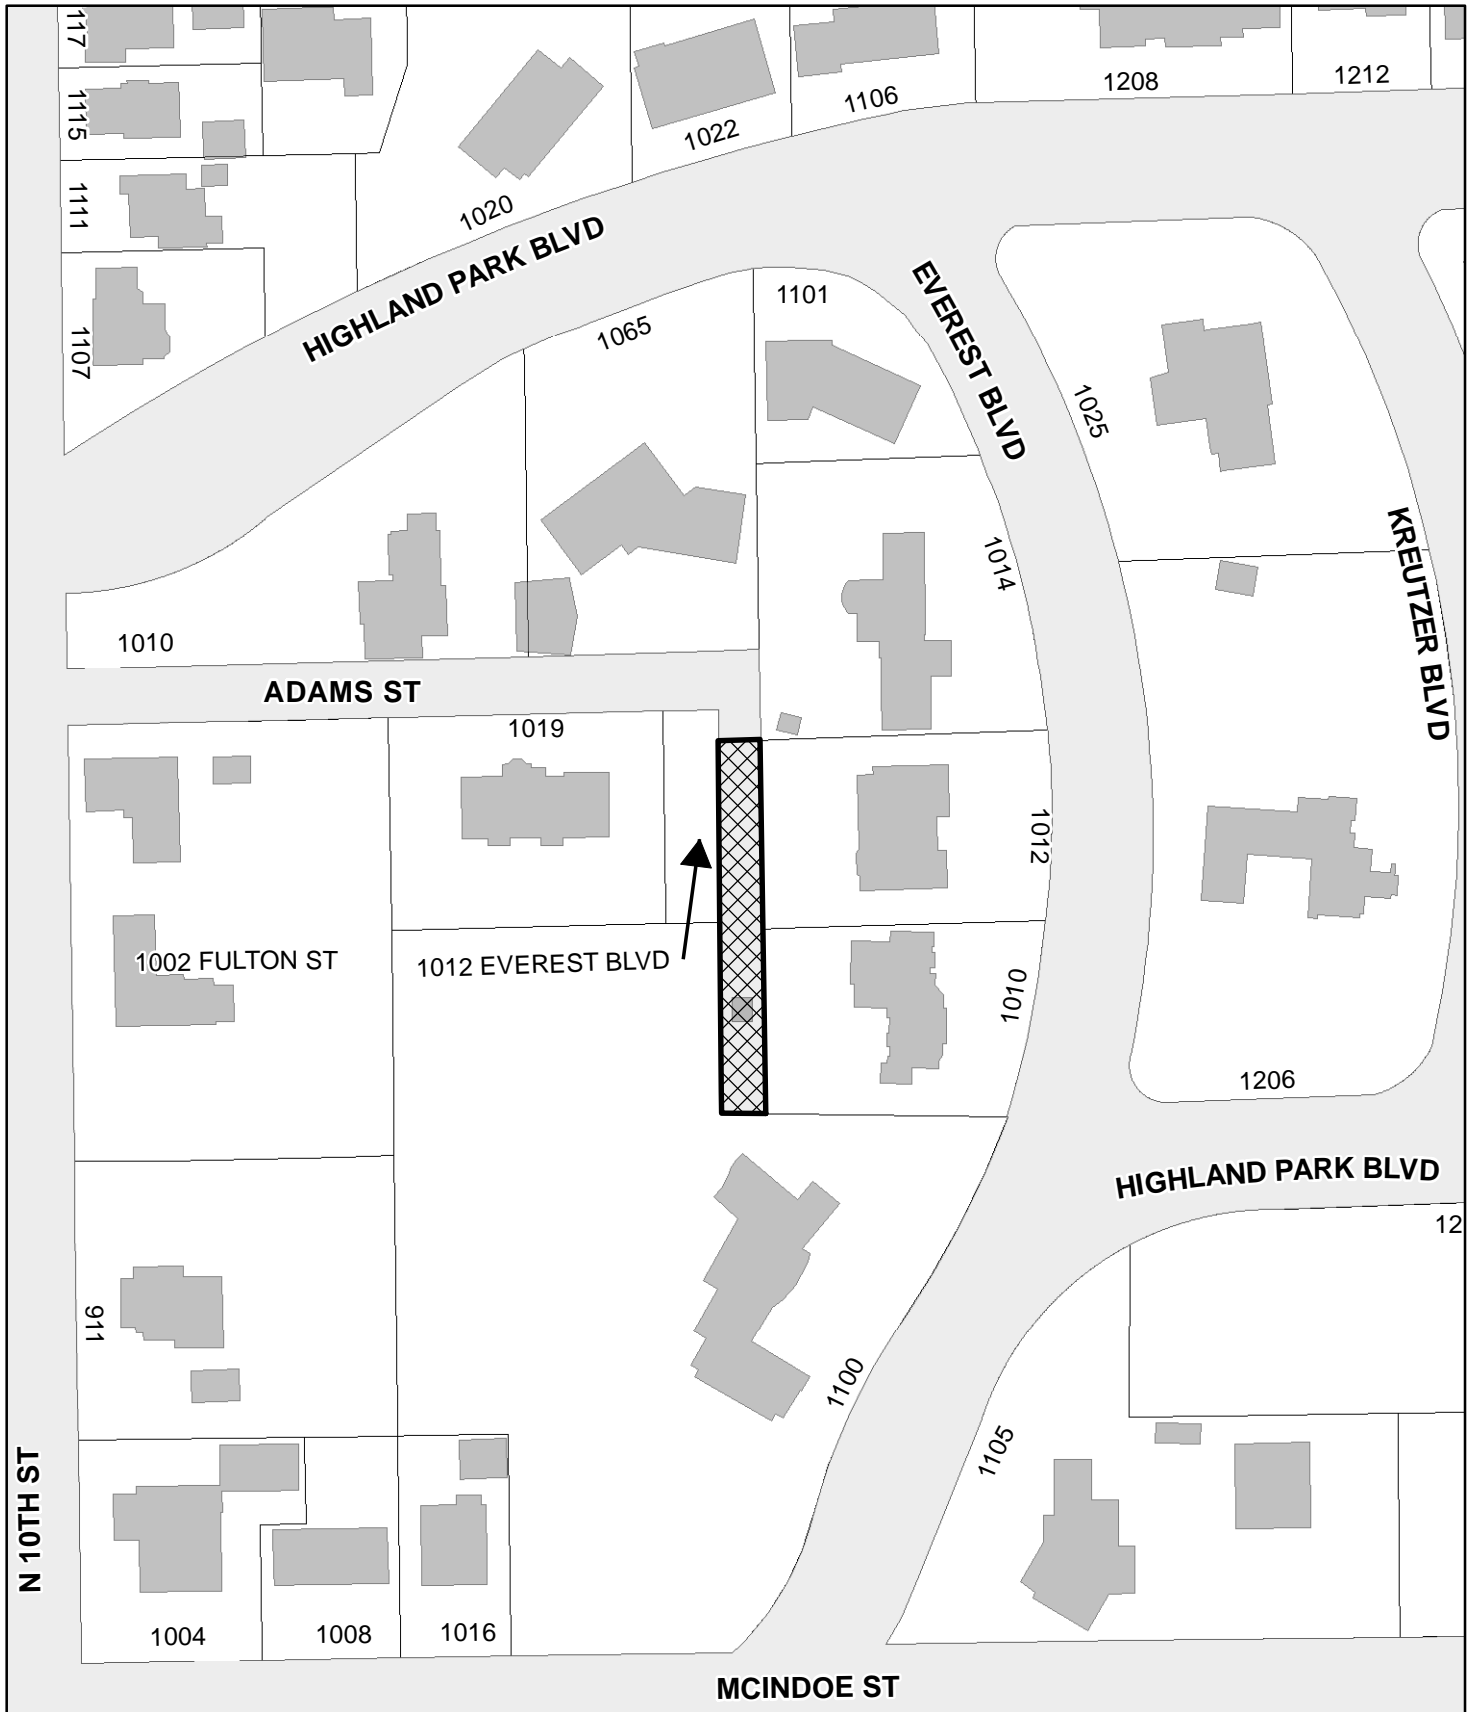 117
1115
1111
1107
1020
1022
1106
1208
1212
HIGHLAND PARK BLVD
1065
1101
EVEREST BLVD
1025
KREUTZER BLVD
1014
1010
ADAMS ST
1019
1012
1002 FULTON ST
1012 EVEREST BLVD
1010
1206
HIGHLAND PARK BLVD
12
911
1100
1105
N 10TH ST
1004
1008
1016
MCINDOE ST